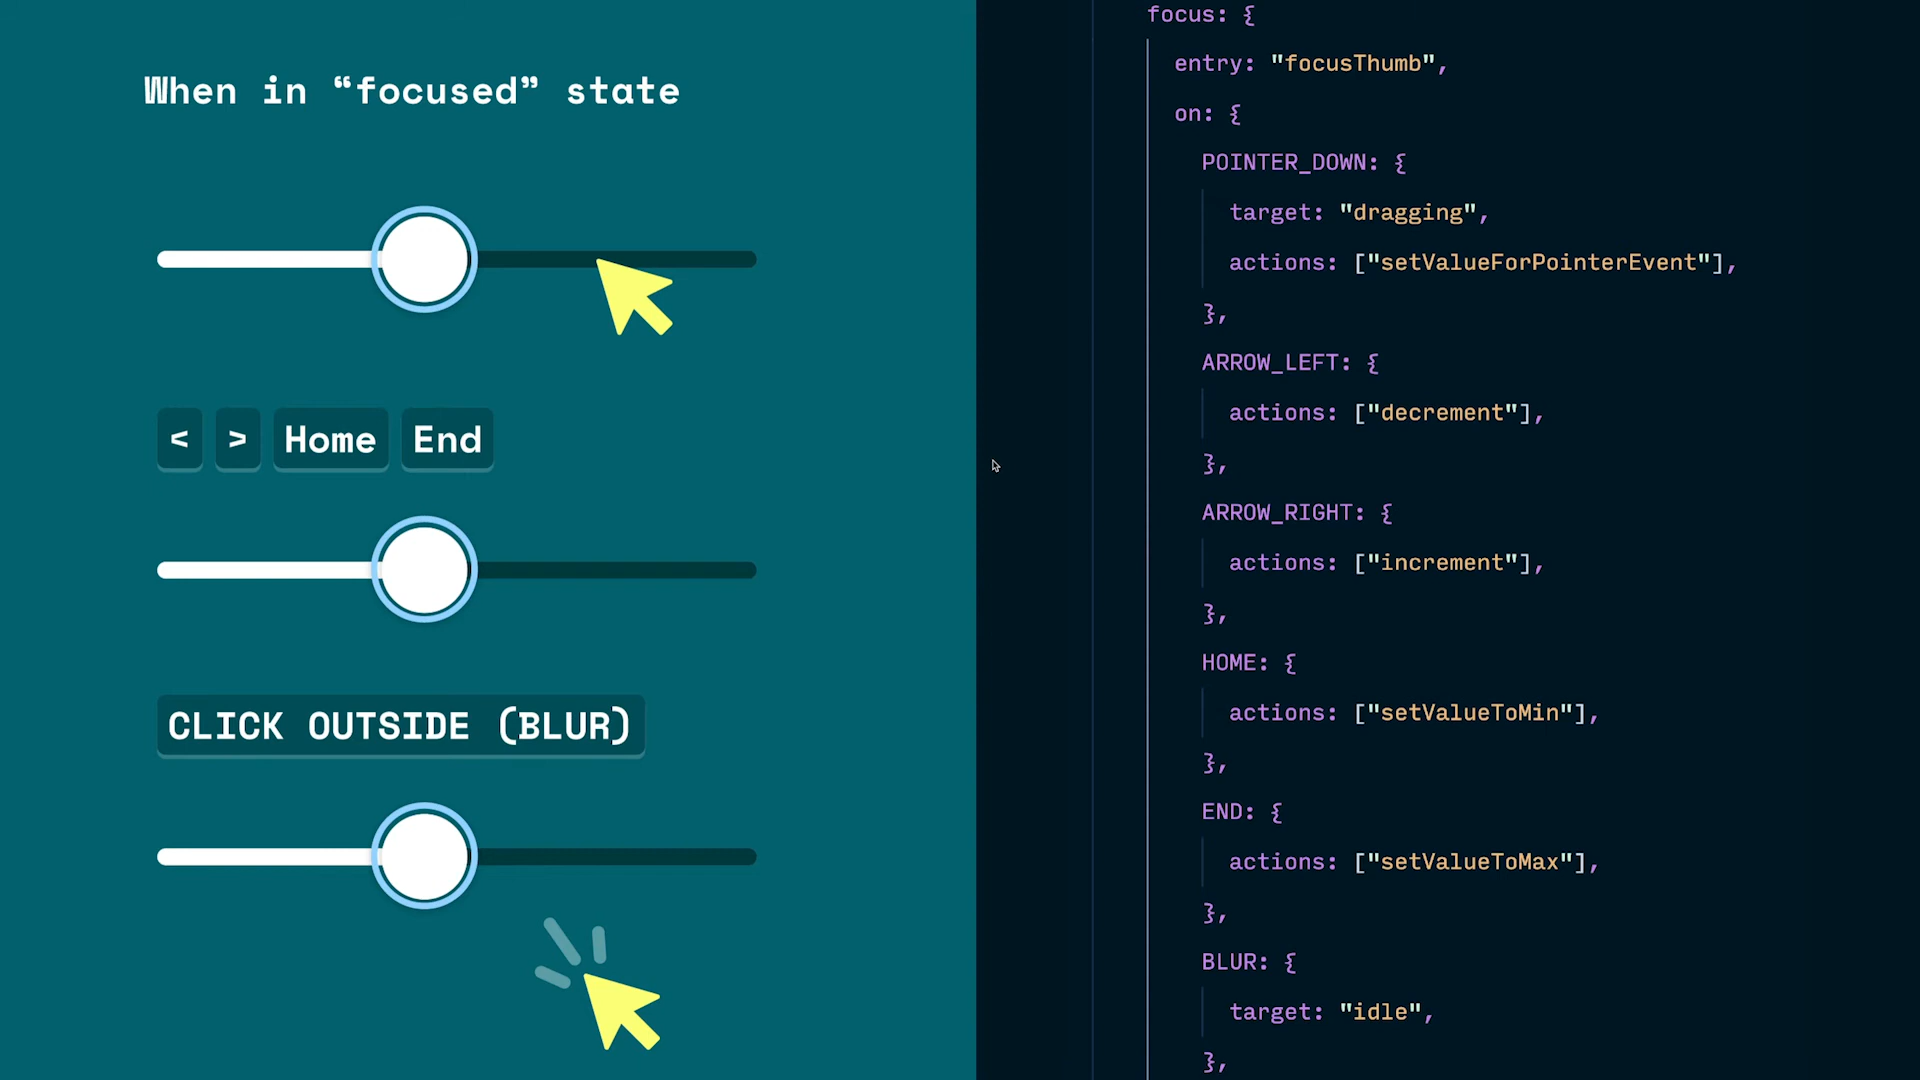 When in “focused” state
< > Home End
CLICK OUTSIDE (BLUR)
focus: {
entry: "focusThumb",
on: {
POINTER_DOWN: {
target: "dragging",
actions: ["setValueForPointerEvent"],
},
ARROW_LEFT: {
actions: ["decrement"],
},
ARROW_RIGHT: {
actions: ["increment"],
},
HOME: {
actions: ["setValueToMin"],
},
END: {
actions: ["setValueToMax"],
},
BLUR: {
target: "idle",
},